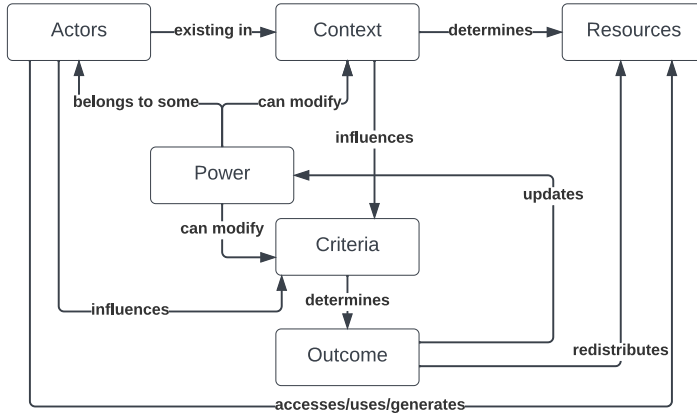 Actors
existing in
Context
determines
Resources
belongs to some
can modify
influences
Power
updates
can modify
Criteria
influences
determines
Outcome
redistributes
accesses/uses/generates